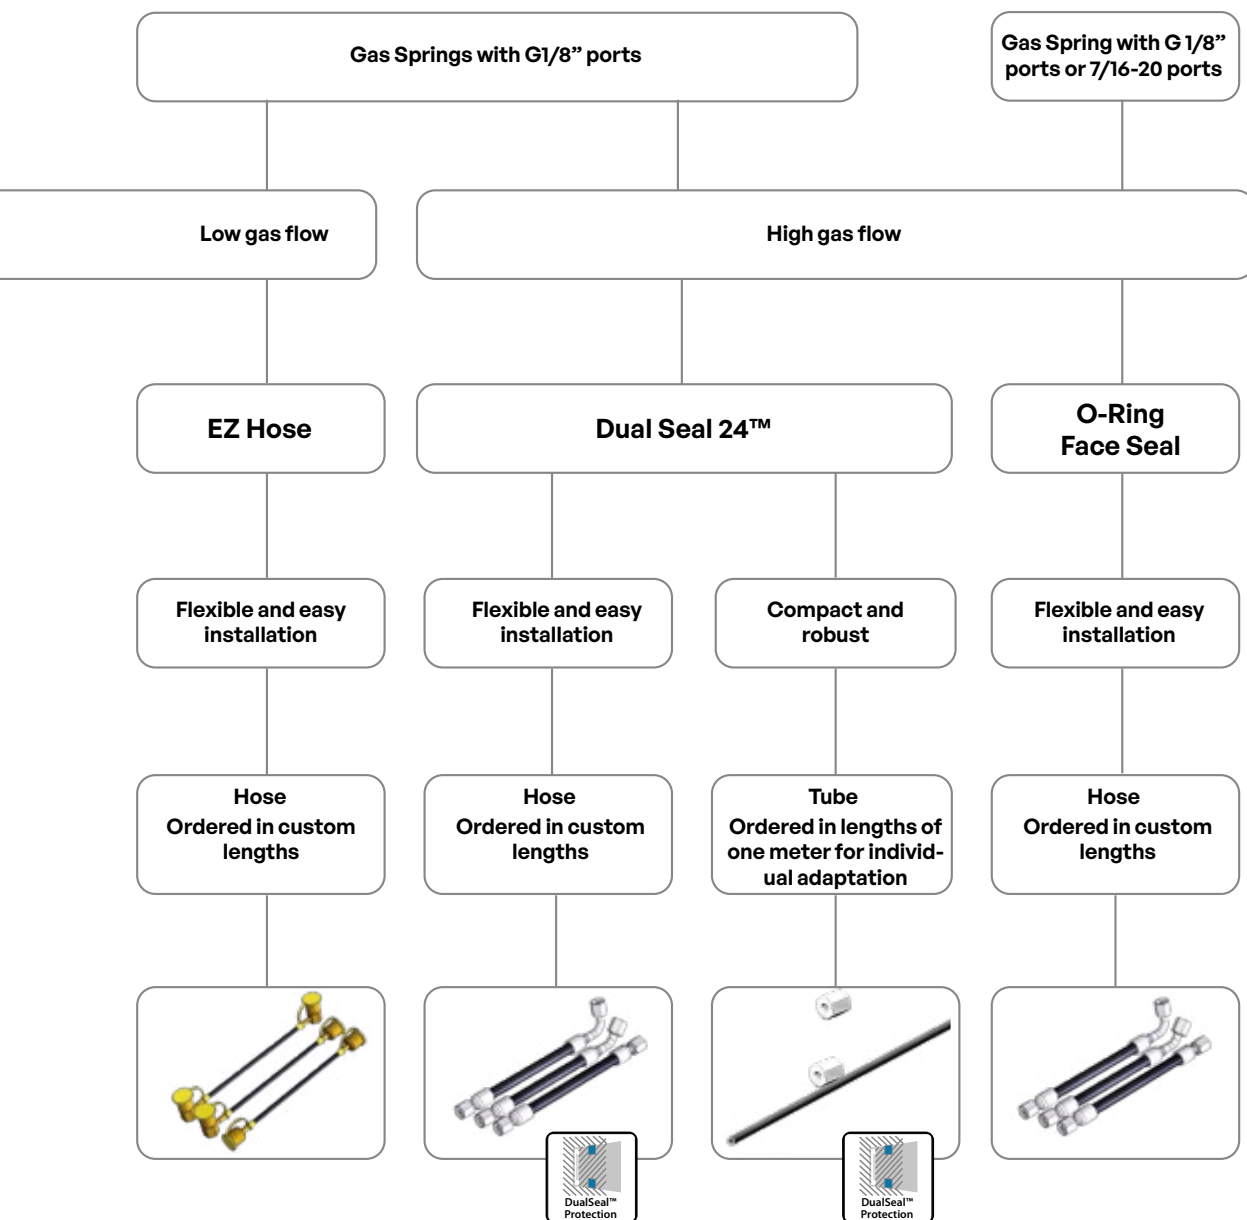 Gas Springs with G1/8” ports
Gas Spring with G 1/8”
ports or 7/16-20 ports
Low gas flow
High gas flow
EZ Hose
Dual Seal 24™
O-Ring
Face Seal
Flexible and easy
installation
Flexible and easy
installation
Compact and
robust
Flexible and easy
installation
Hose
Ordered in custom
lengths
Hose
Ordered in custom
lengths
Tube
Ordered in lengths of
one meter for individ-
ual adaptation
Hose
Ordered in custom
lengths
DualSeal™
Protection
DualSeal™
Protection